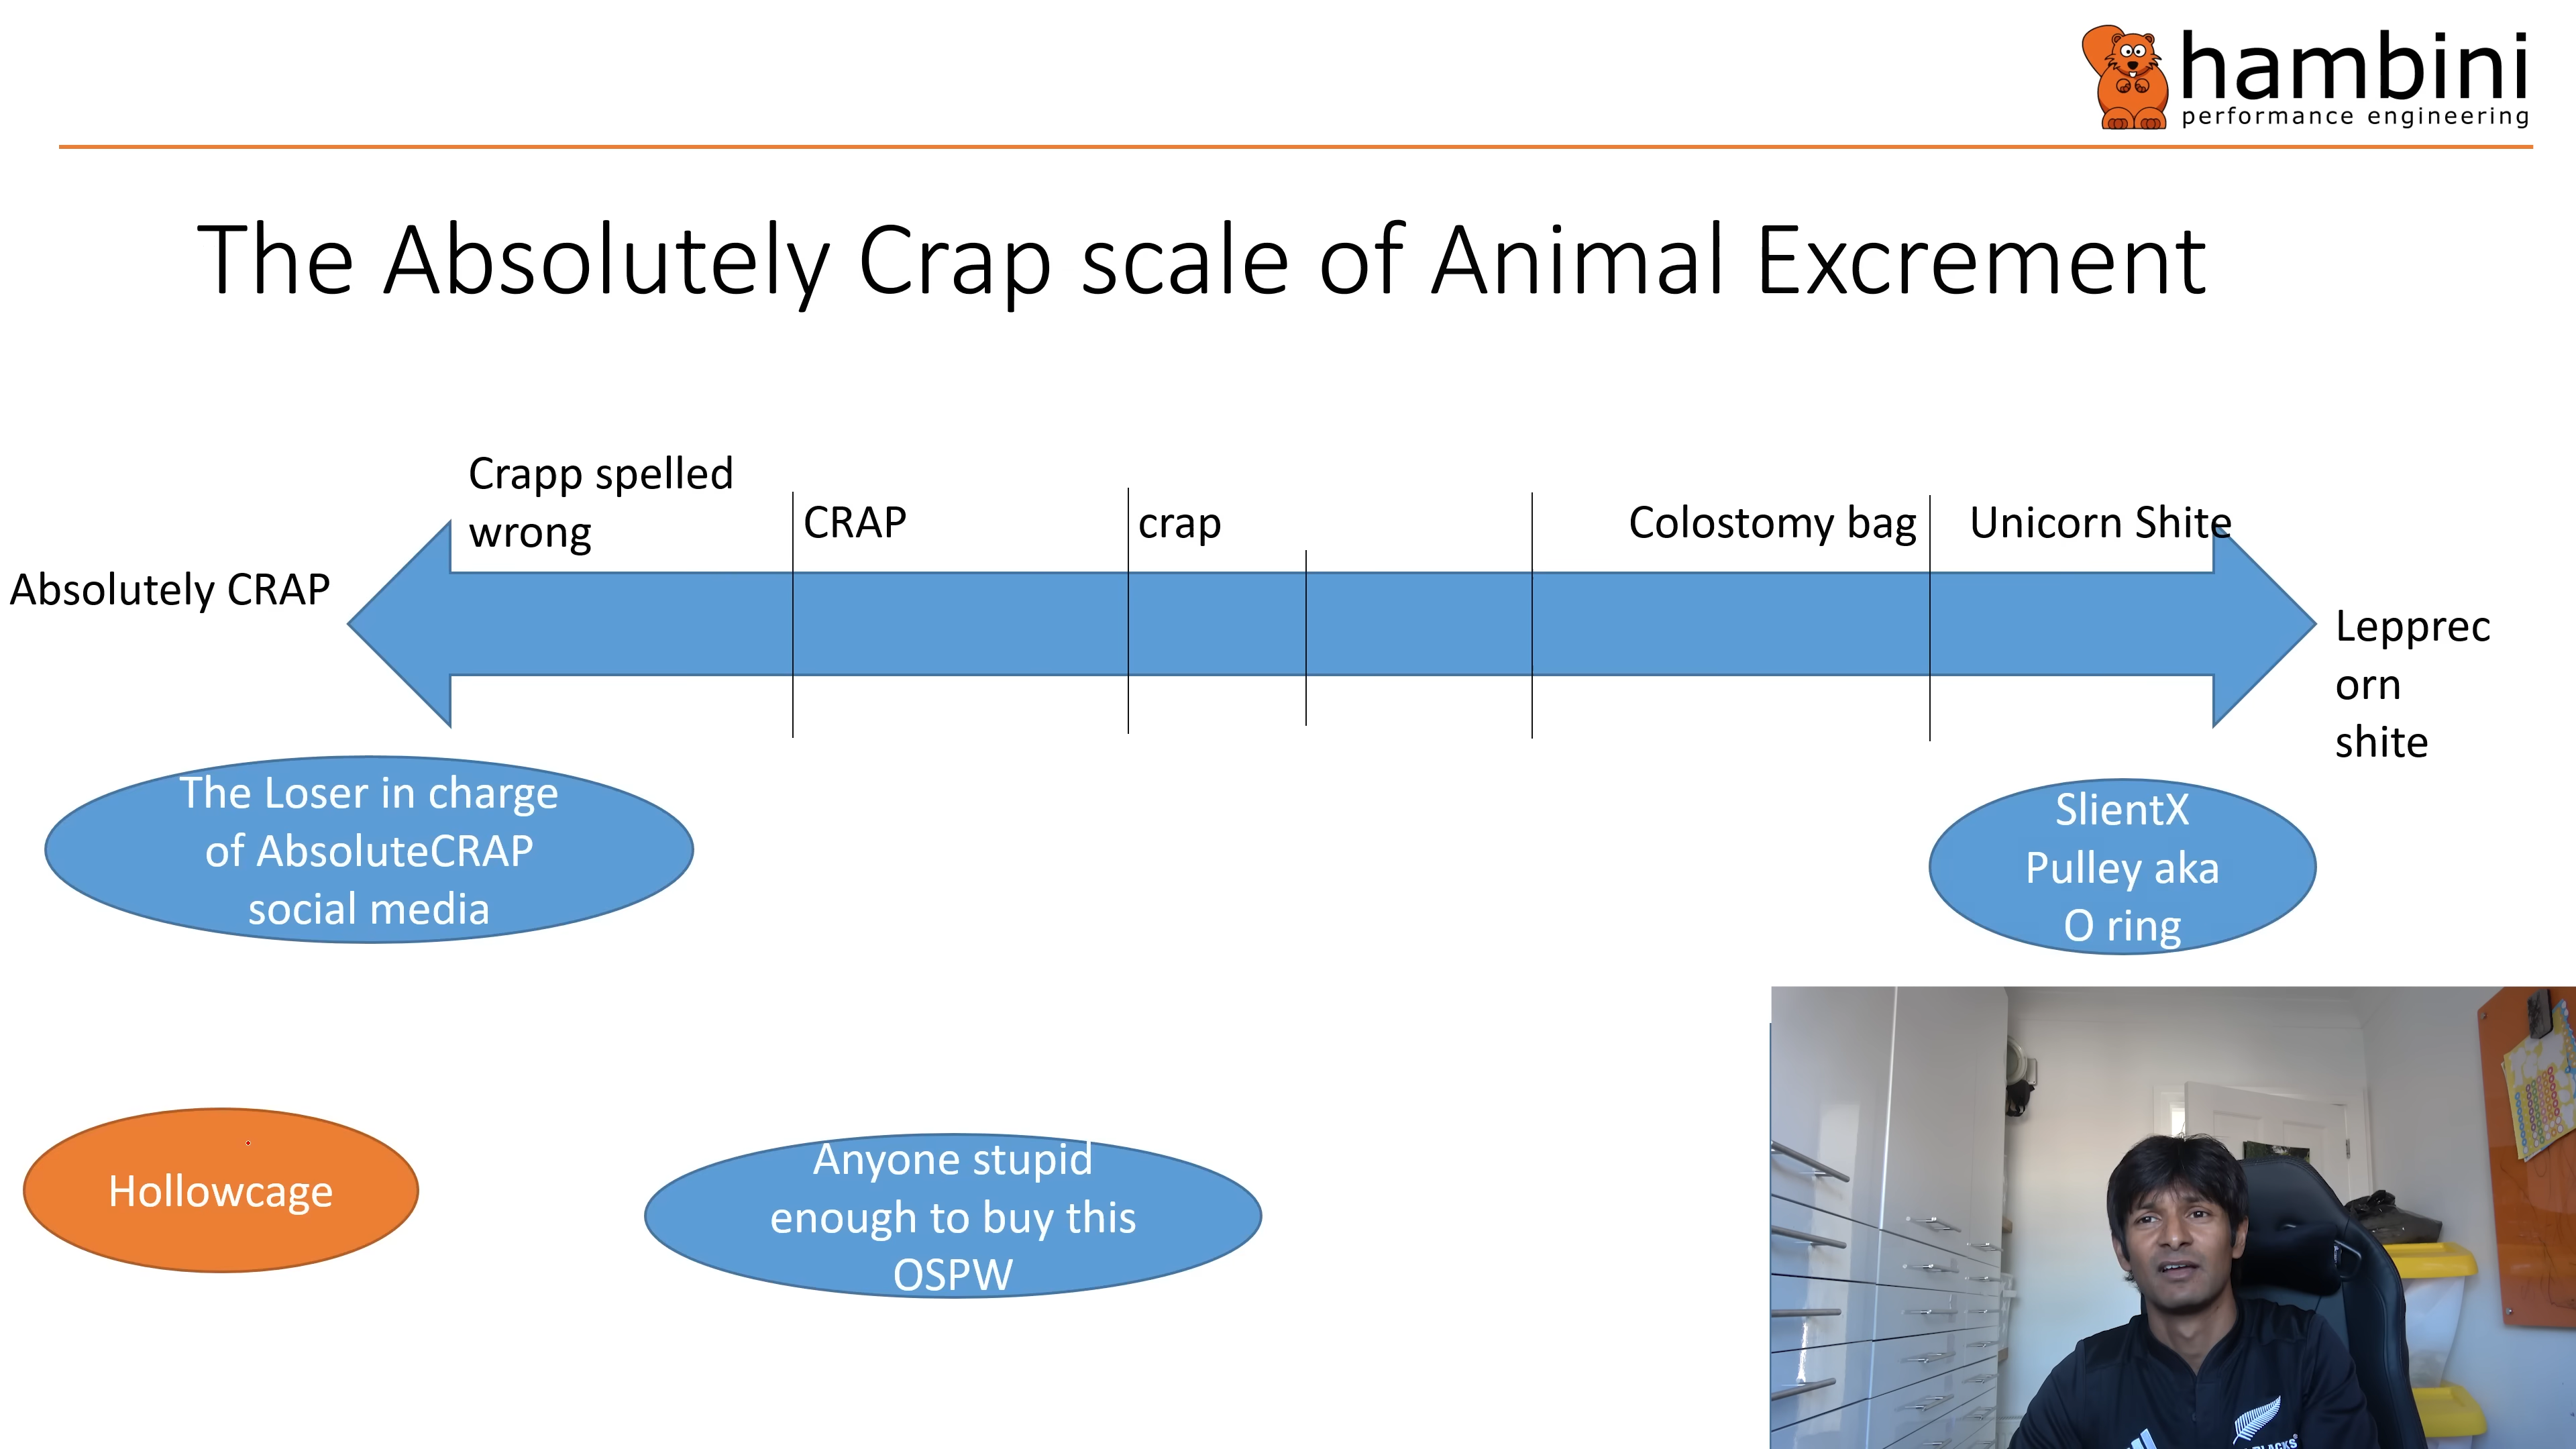 hambini
performance engineering
The Absolutely Crap scale of Animal Excrement
Crapp spelled
wrong
CRAP
crap
Colostomy bag
Unicorn Shite
Absolutely CRAP
Lepprec
orn
shite
The Loser in charge
of AbsoluteCRAP
social media
SlientX
Pulley aka
O ring
Hollowcage
Anyone stupid
enough to buy this
OSPW